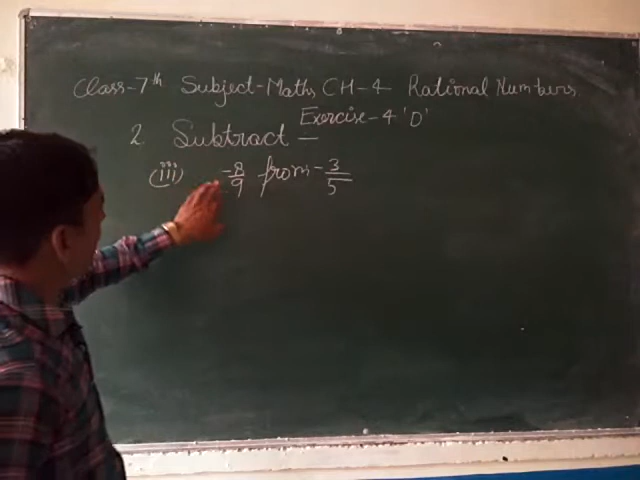 Class-7th Subject-Maths CH-4 Rational Numbers
Exercise-4 'D'
2. Subtract —
(iii) -8/9 from -3/5